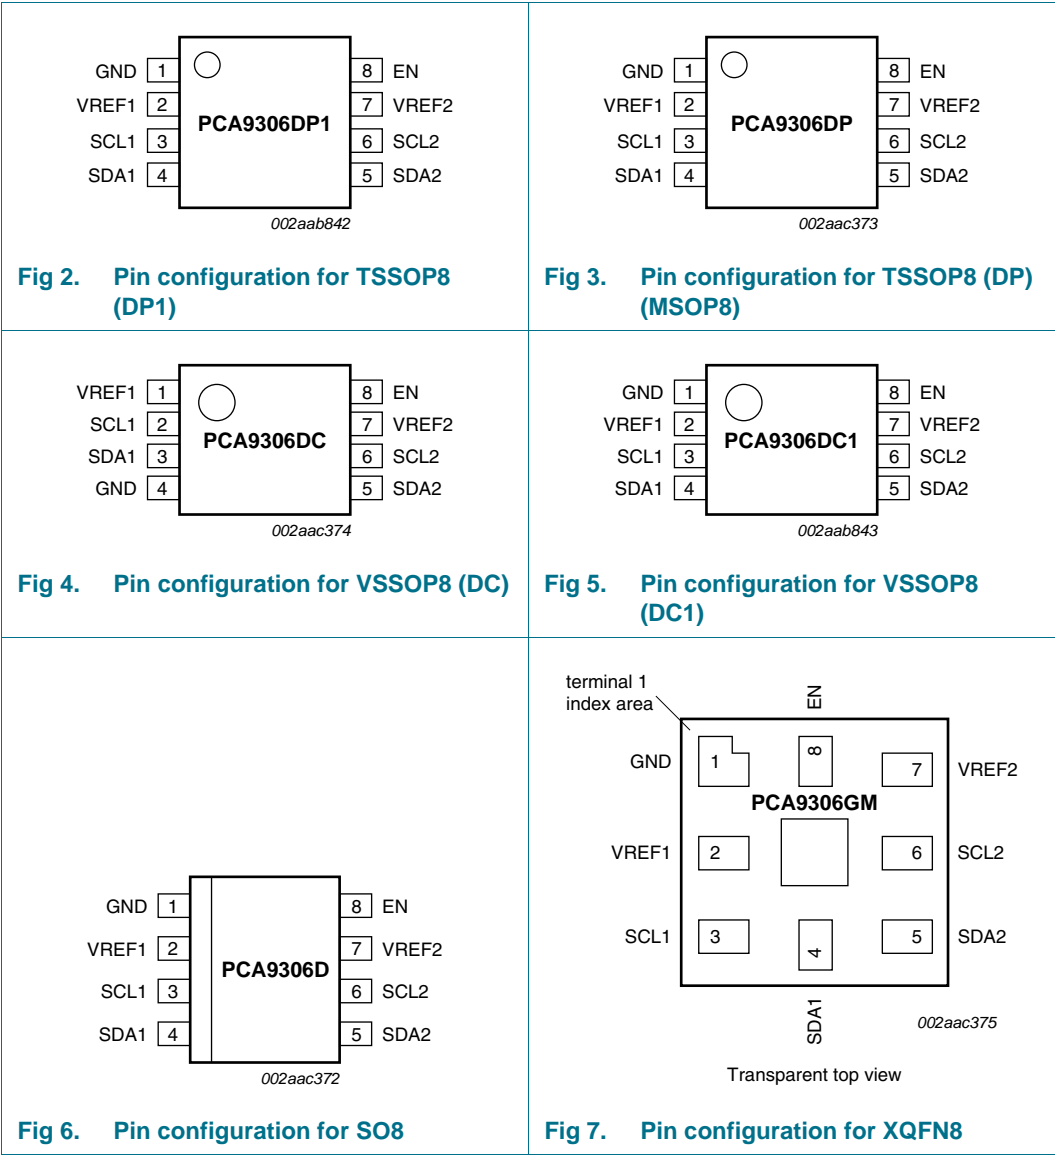 GND 1 8 EN
VREF1 2 7 VREF2
PCA9306DP1
SCL1 3 6 SCL2
SDA1 4 5 SDA2
002aab842
Fig 2. Pin configuration for TSSOP8
(DP1)
GND 1 8 EN
VREF1 2 7 VREF2
PCA9306DP
SCL1 3 6 SCL2
SDA1 4 5 SDA2
002aac373
Fig 3. Pin configuration for TSSOP8 (DP)
(MSOP8)
VREF1 1 8 EN
SCL1 2 7 VREF2
PCA9306DC
SDA1 3 6 SCL2
GND 4 5 SDA2
002aac374
Fig 4. Pin configuration for VSSOP8 (DC)
GND 1 8 EN
VREF1 2 7 VREF2
PCA9306DC1
SCL1 3 6 SCL2
SDA1 4 5 SDA2
002aab843
Fig 5. Pin configuration for VSSOP8
(DC1)
GND 1 8 EN
VREF1 2 7 VREF2
PCA9306D
SCL1 3 6 SCL2
SDA1 4 5 SDA2
002aac372
Fig 6. Pin configuration for SO8
terminal 1
index area
EN
GND 1 8 7 VREF2
PCA9306GM
VREF1 2 6 SCL2
SCL1 3 4 5 SDA2
SDA1
002aac375
Transparent top view
Fig 7. Pin configuration for XQFN8